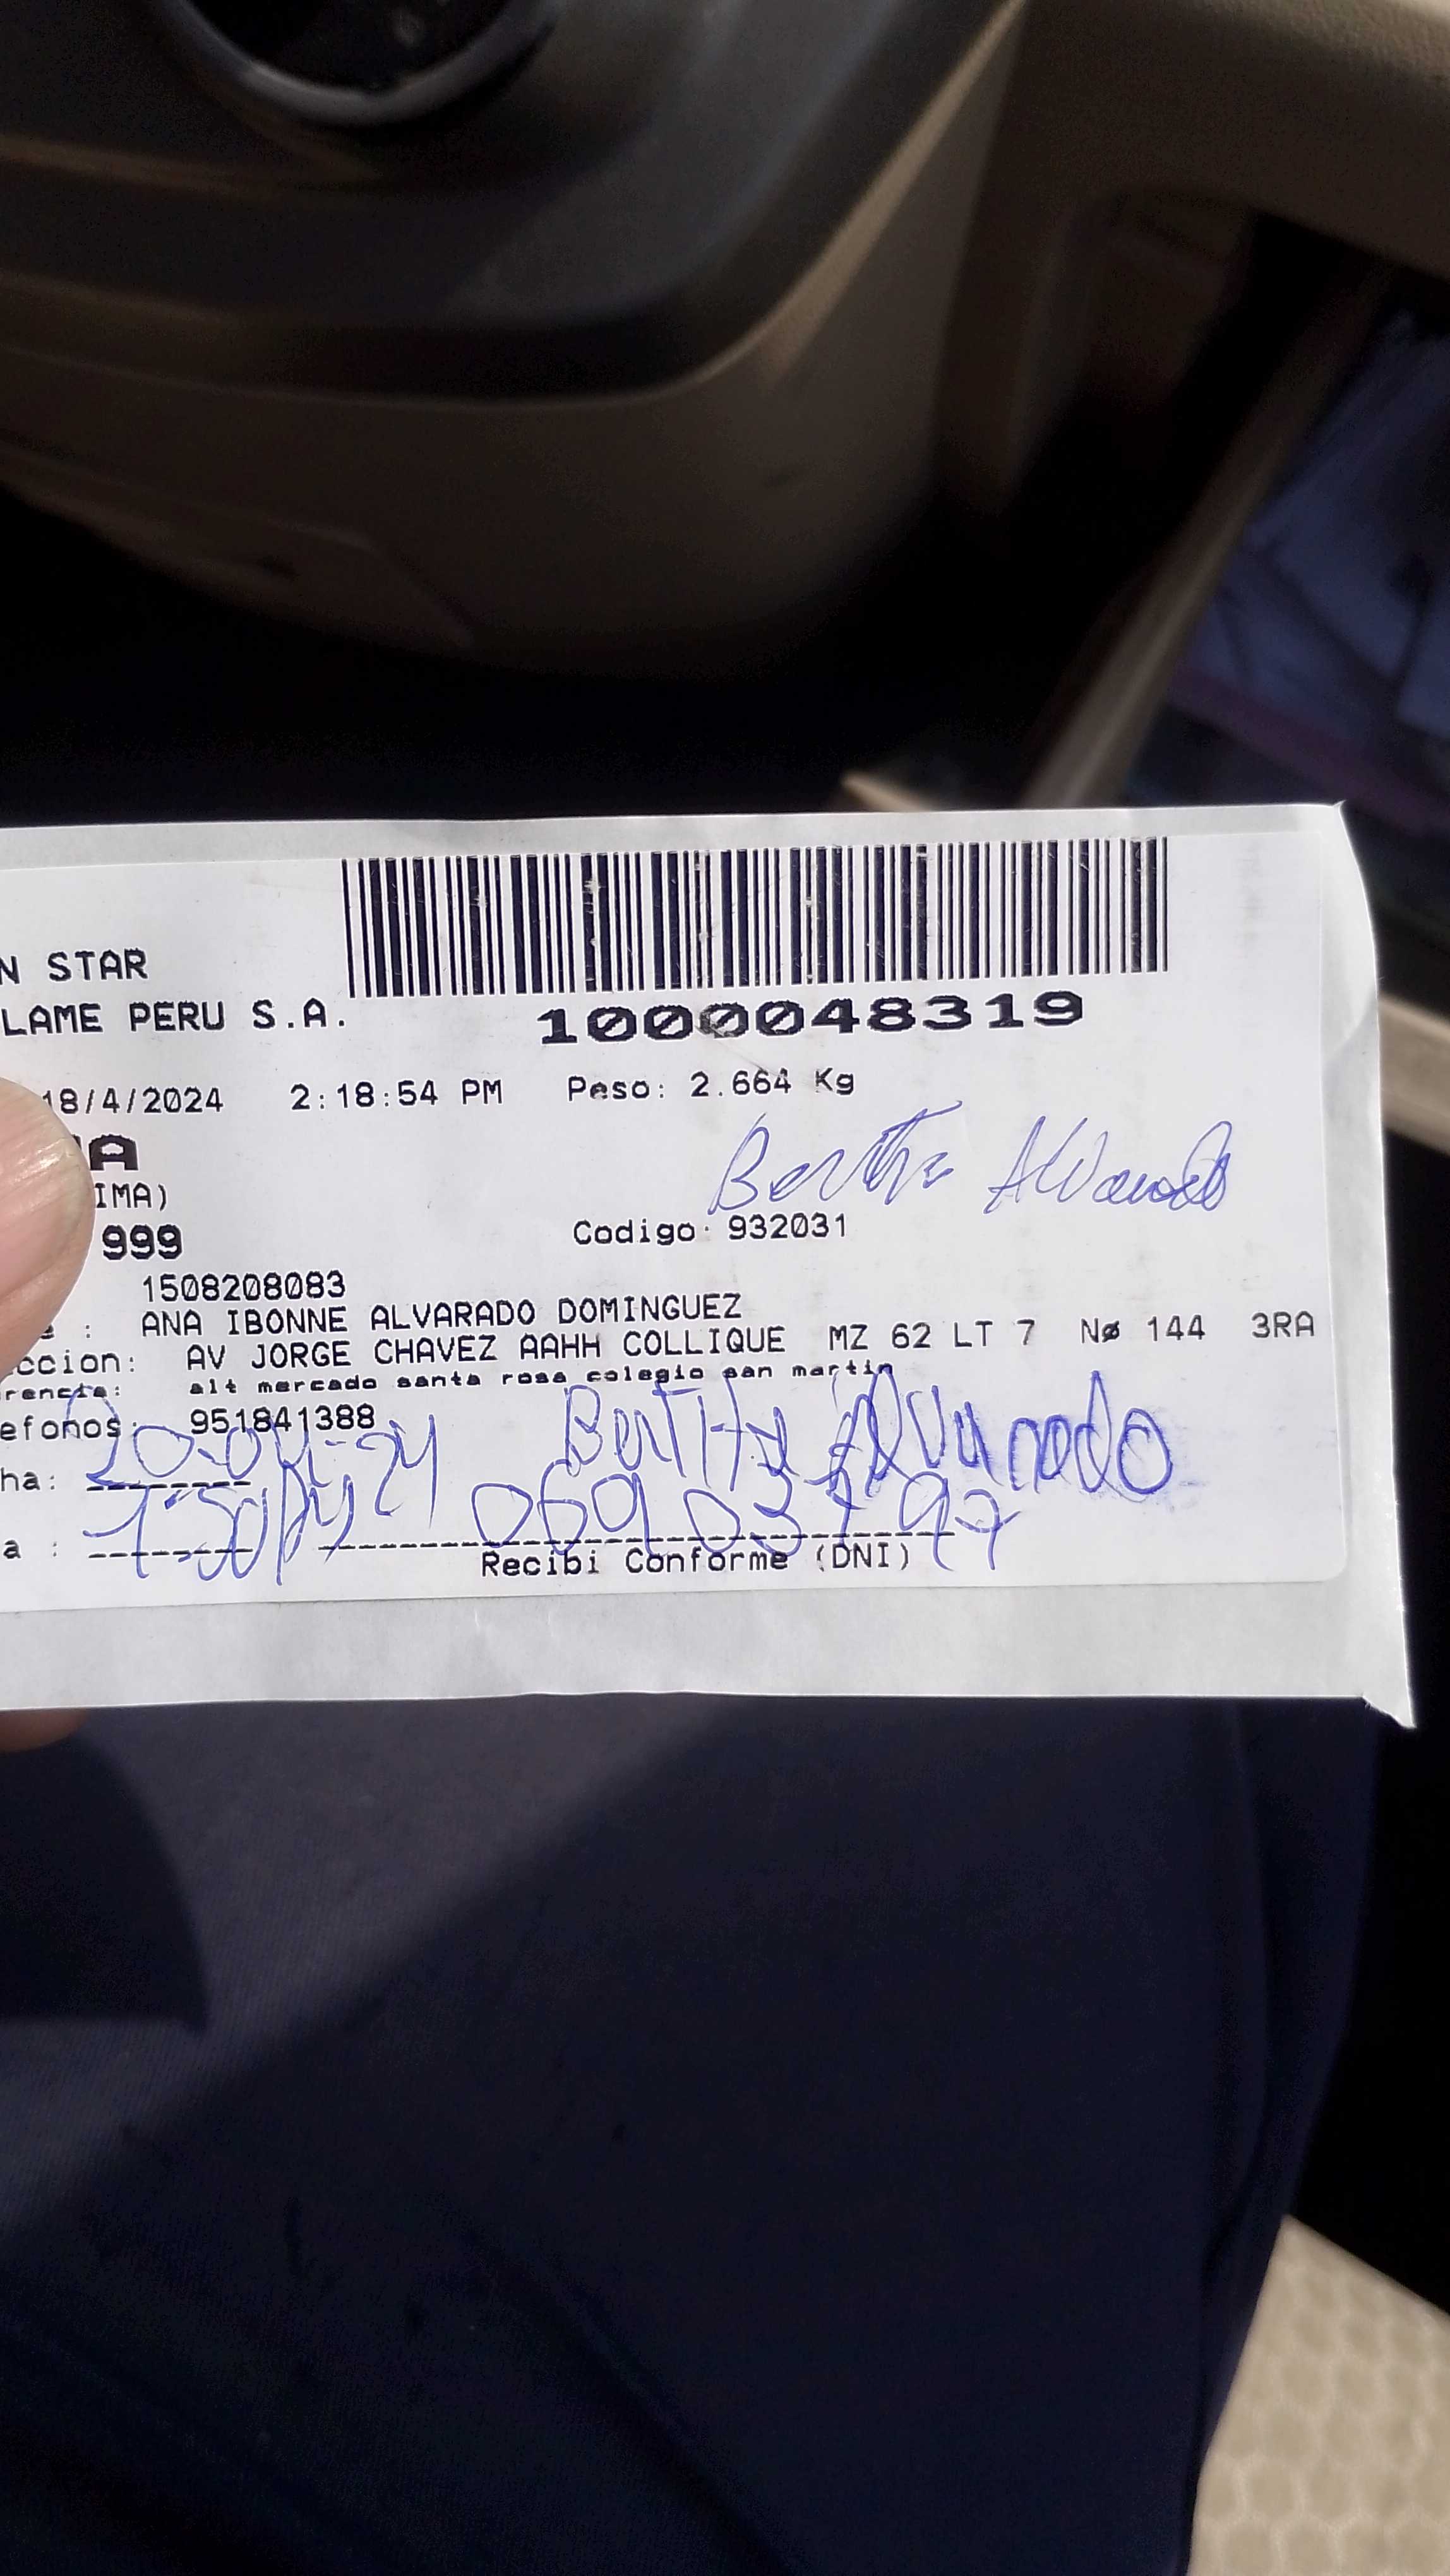 N STAR
LAME PERU S.A.
1000048319
18/4/2024 2:18:54 PM Peso: 2.664 Kg
A
Bertha Alvarado
IMA)
999 Codigo: 932031
1508208083
e : ANA IBONNE ALVARADO DOMINGUEZ
ccion: AV JORGE CHAVEZ AAHH COLLIQUE MZ 62 LT 7 Nø 144 3RA
rencia: alt mercado santa rosa colegio san martin
efonos: 951841388
ha: 20-04-24 Bertha Alvarado
a : 069 03797
Recibi Conforme (DNI)